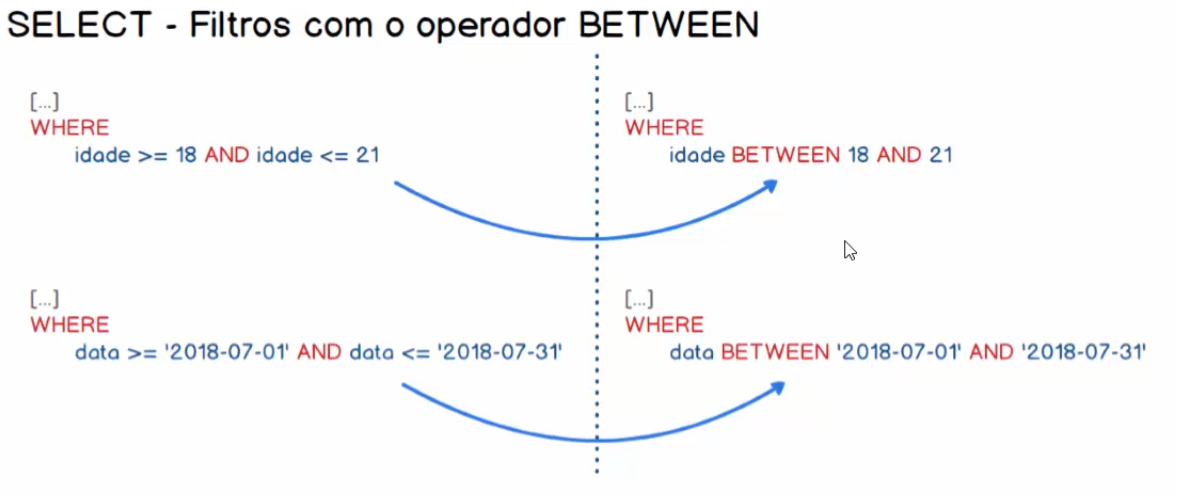 SELECT - Filtros com o operador BETWEEN
[...]
WHERE
idade >= 18 AND idade <= 21
[...]
WHERE
idade BETWEEN 18 AND 21
[...]
WHERE
data >= '2018-07-01' AND data <= '2018-07-31'
[...]
WHERE
data BETWEEN '2018-07-01' AND '2018-07-31'